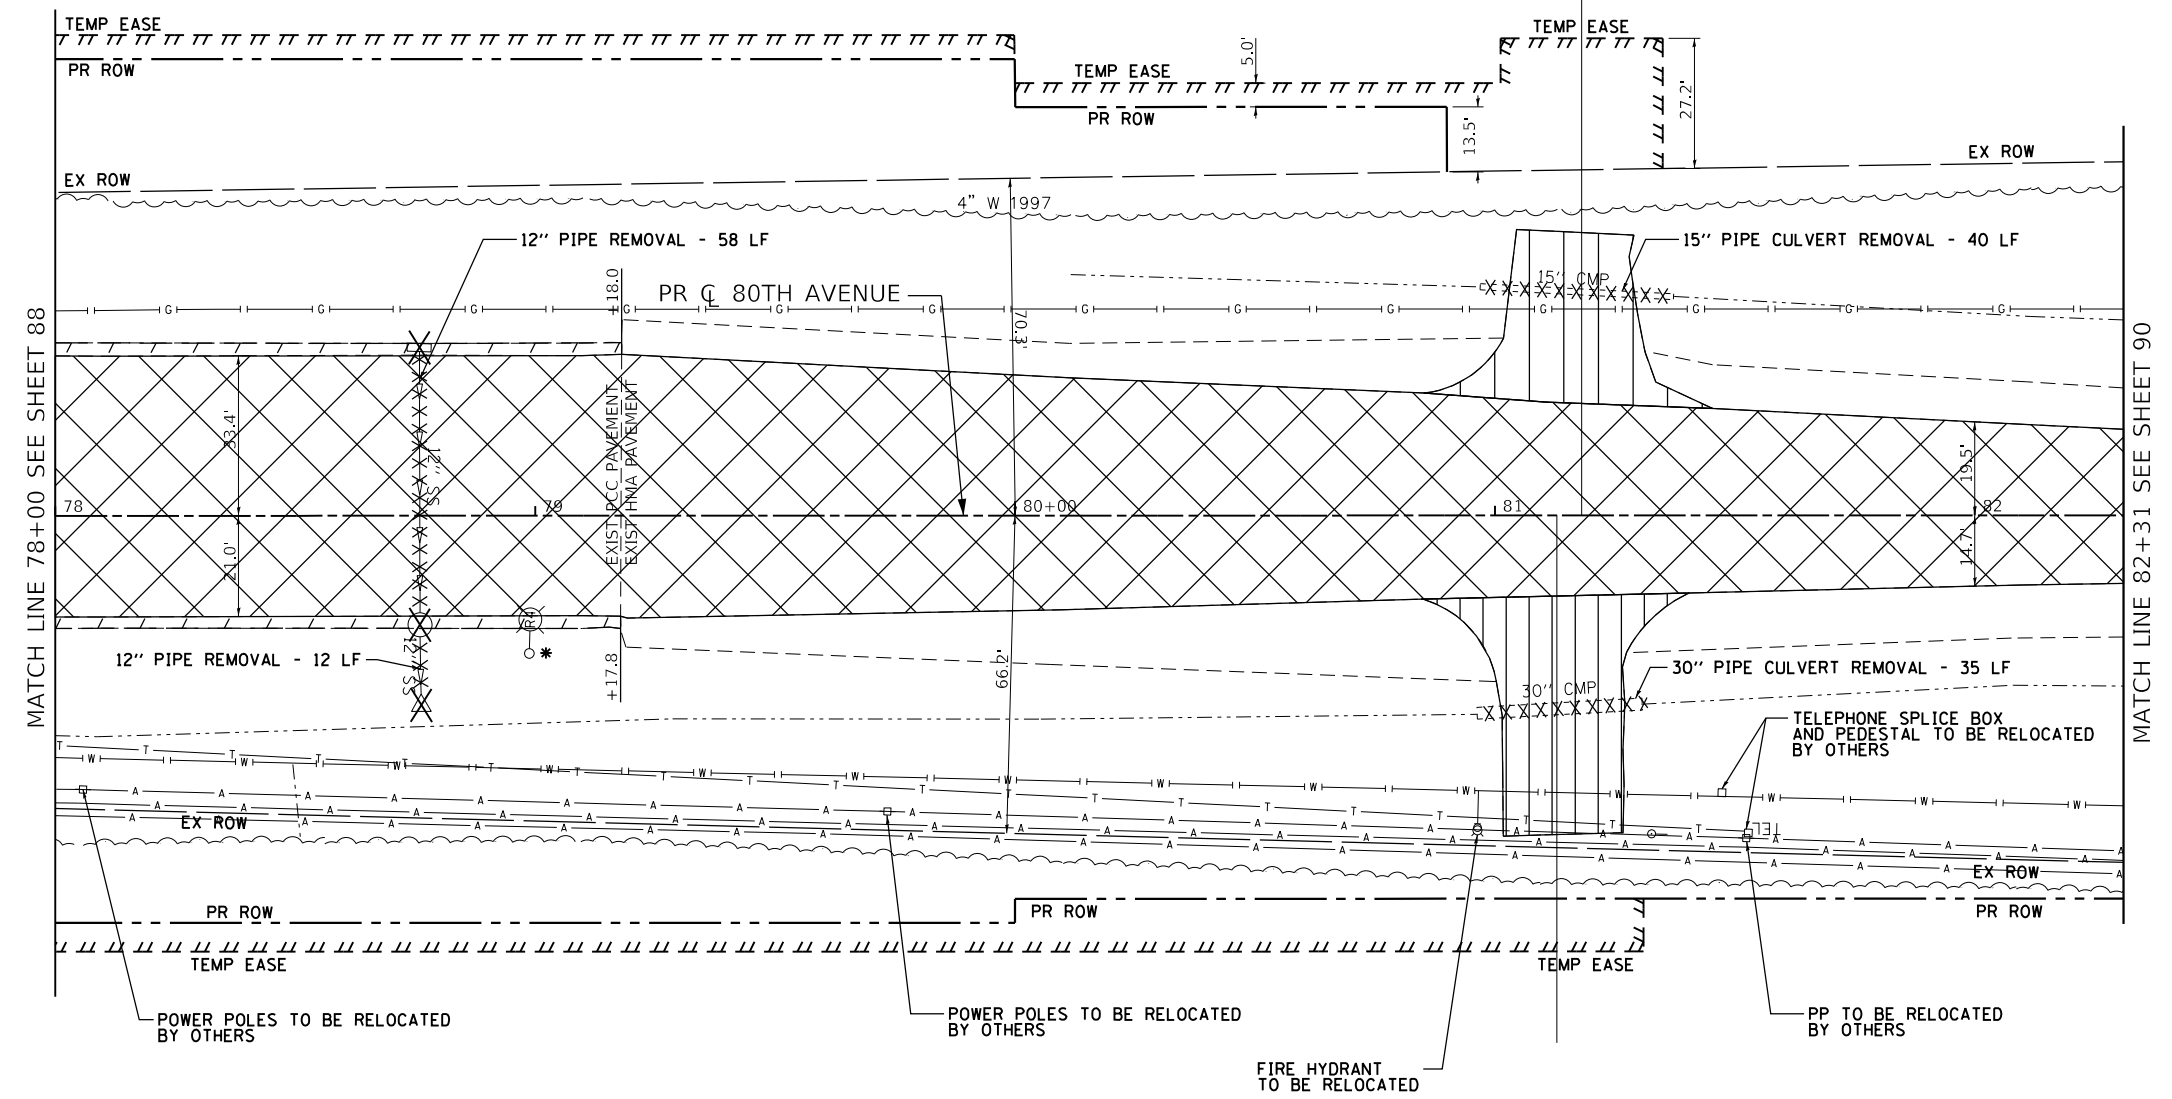 TEMP EASE
PR ROW
TEMP EASE
PR ROW
5.0'
13.5'
TEMP EASE
27.2'
EX ROW
EX ROW
4" W 1997
12" PIPE REMOVAL - 58 LF
15" PIPE CULVERT REMOVAL - 40 LF
15" CMP
+18.0
PR ℄ 80TH AVENUE
70.3'
MATCH LINE 78+00 SEE SHEET 88
MATCH LINE 82+31 SEE SHEET 90
G G G G G G G G G G G G G
33.4'
12" SS
EXIST PCC PAVEMENT
EXIST HMA PAVEMENT
19.5'
78
79
80+00
81
82
21.0'
14.7'
12" PIPE REMOVAL - 12 LF
12" SS
+17.8
66.2'
30" CMP
30" PIPE CULVERT REMOVAL - 35 LF
TELEPHONE SPLICE BOX
AND PEDESTAL TO BE RELOCATED
BY OTHERS
TEL
EX ROW
EX ROW
PR ROW
PR ROW
PR ROW
TEMP EASE
TEMP EASE
POWER POLES TO BE RELOCATED
BY OTHERS
POWER POLES TO BE RELOCATED
BY OTHERS
FIRE HYDRANT
TO BE RELOCATED
PP TO BE RELOCATED
BY OTHERS